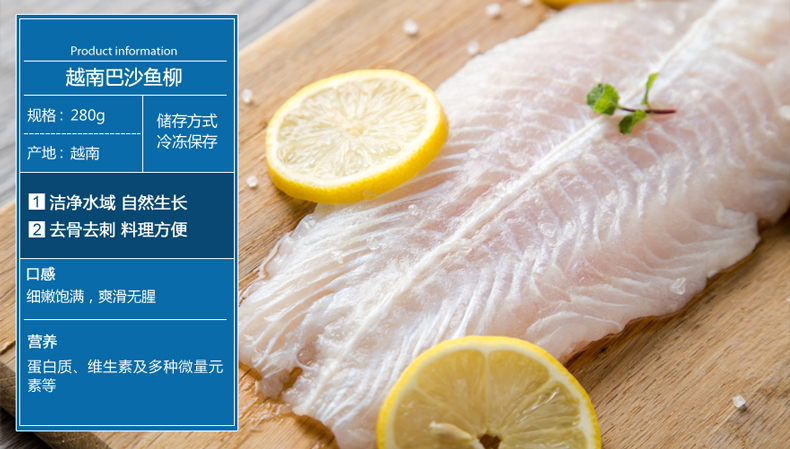 Product information
越南巴沙鱼柳
规格：280g
产地：越南
储存方式
冷冻保存
1 洁净水域 自然生长
2 去骨去刺 料理方便
口感
细嫩饱满，爽滑无腥
营养
蛋白质、维生素及多种微量元
素等